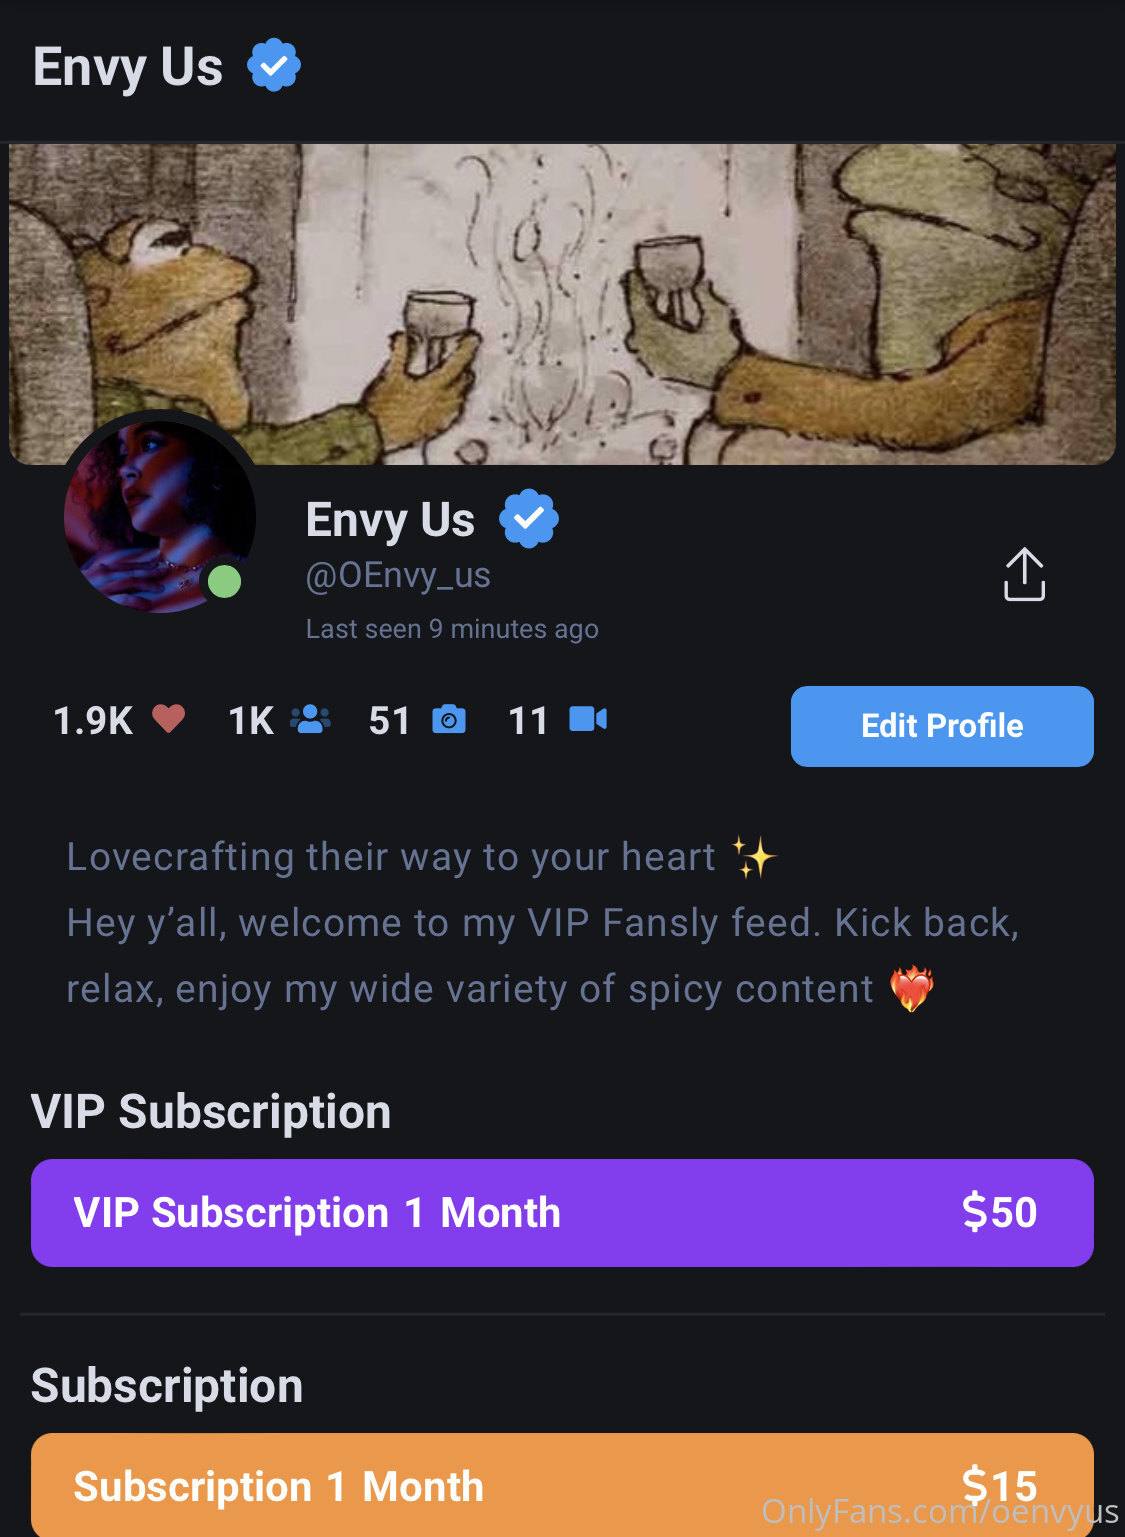 Envy Us
Envy Us
@OEnvy_us
Last seen 9 minutes ago
1.9K 1K 51 11
Edit Profile
Lovecrafting their way to your heart ✨
Hey y’all, welcome to my VIP Fansly feed. Kick back,
relax, enjoy my wide variety of spicy content ❤️‍🔥
VIP Subscription
VIP Subscription 1 Month $50
Subscription
Subscription 1 Month $15
OnlyFans.com/oenvyus